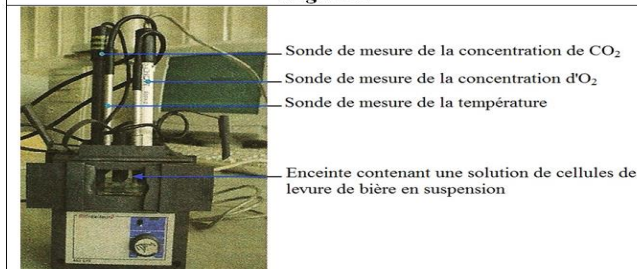 Sonde de mesure de la concentration de CO₂
Sonde de mesure de la concentration d'O₂
Sonde de mesure de la température
Enceinte contenant une solution de cellules de
levure de bière en suspension